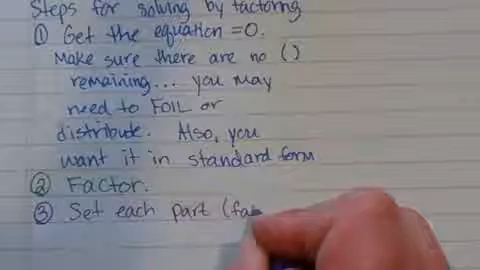 Steps for solving by factoring
① Get the equation =0.
Make sure there are no ()
remaining... you may
need to FOIL or
distribute. Also, you
want it in standard form
② Factor.
③ Set each part (fa